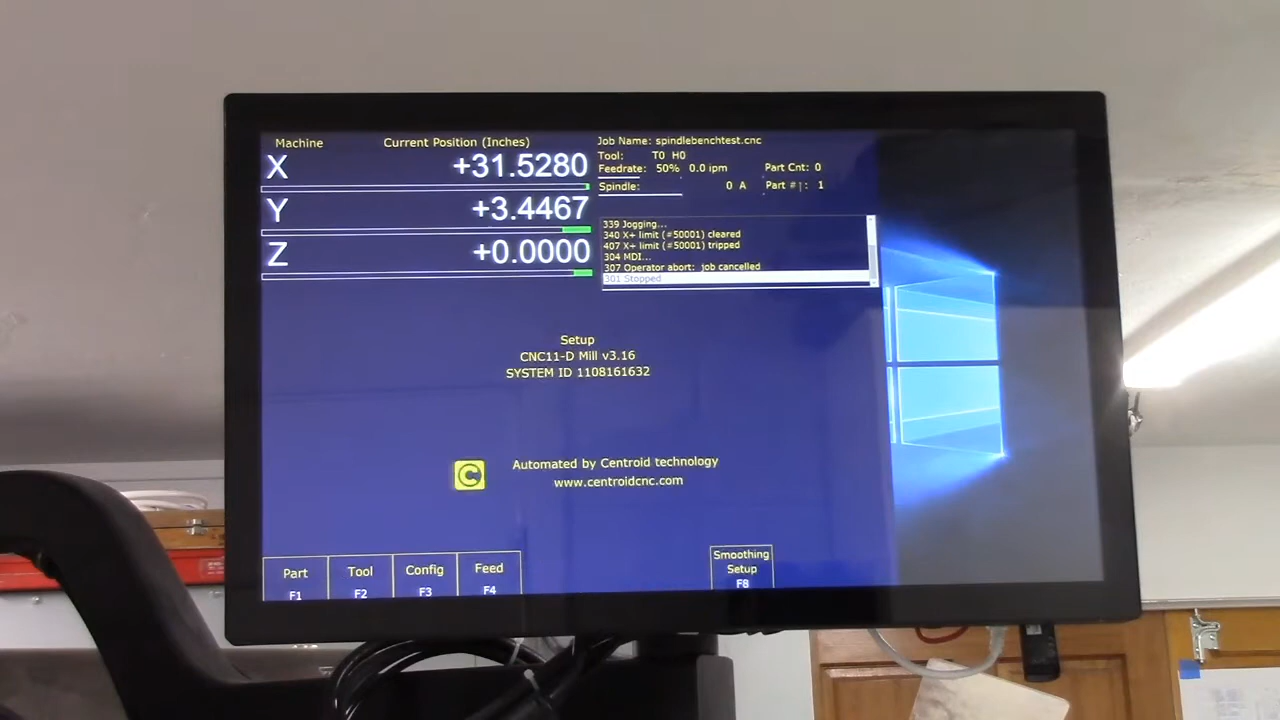 Machine Current Position (Inches)
X +31.5280
Y +3.4467
Z +0.0000
Job Name: spindlebenchtest.cnc
Tool: T0 H0
Feedrate: 50% 0.0 ipm Part Cnt: 0
Spindle: 0 A Part #: 1
339 Jogging...
340 X+ limit (#50001) cleared
407 X+ limit (#50001) tripped
304 MDI...
307 Operator abort: job cancelled
301 Stopped
Setup
CNC11-D Mill v3.16
SYSTEM ID 1108161632
C Automated by Centroid technology
www.centroidcnc.com
Part Tool Config Feed Smoothing Setup
F1 F2 F3 F4 F8